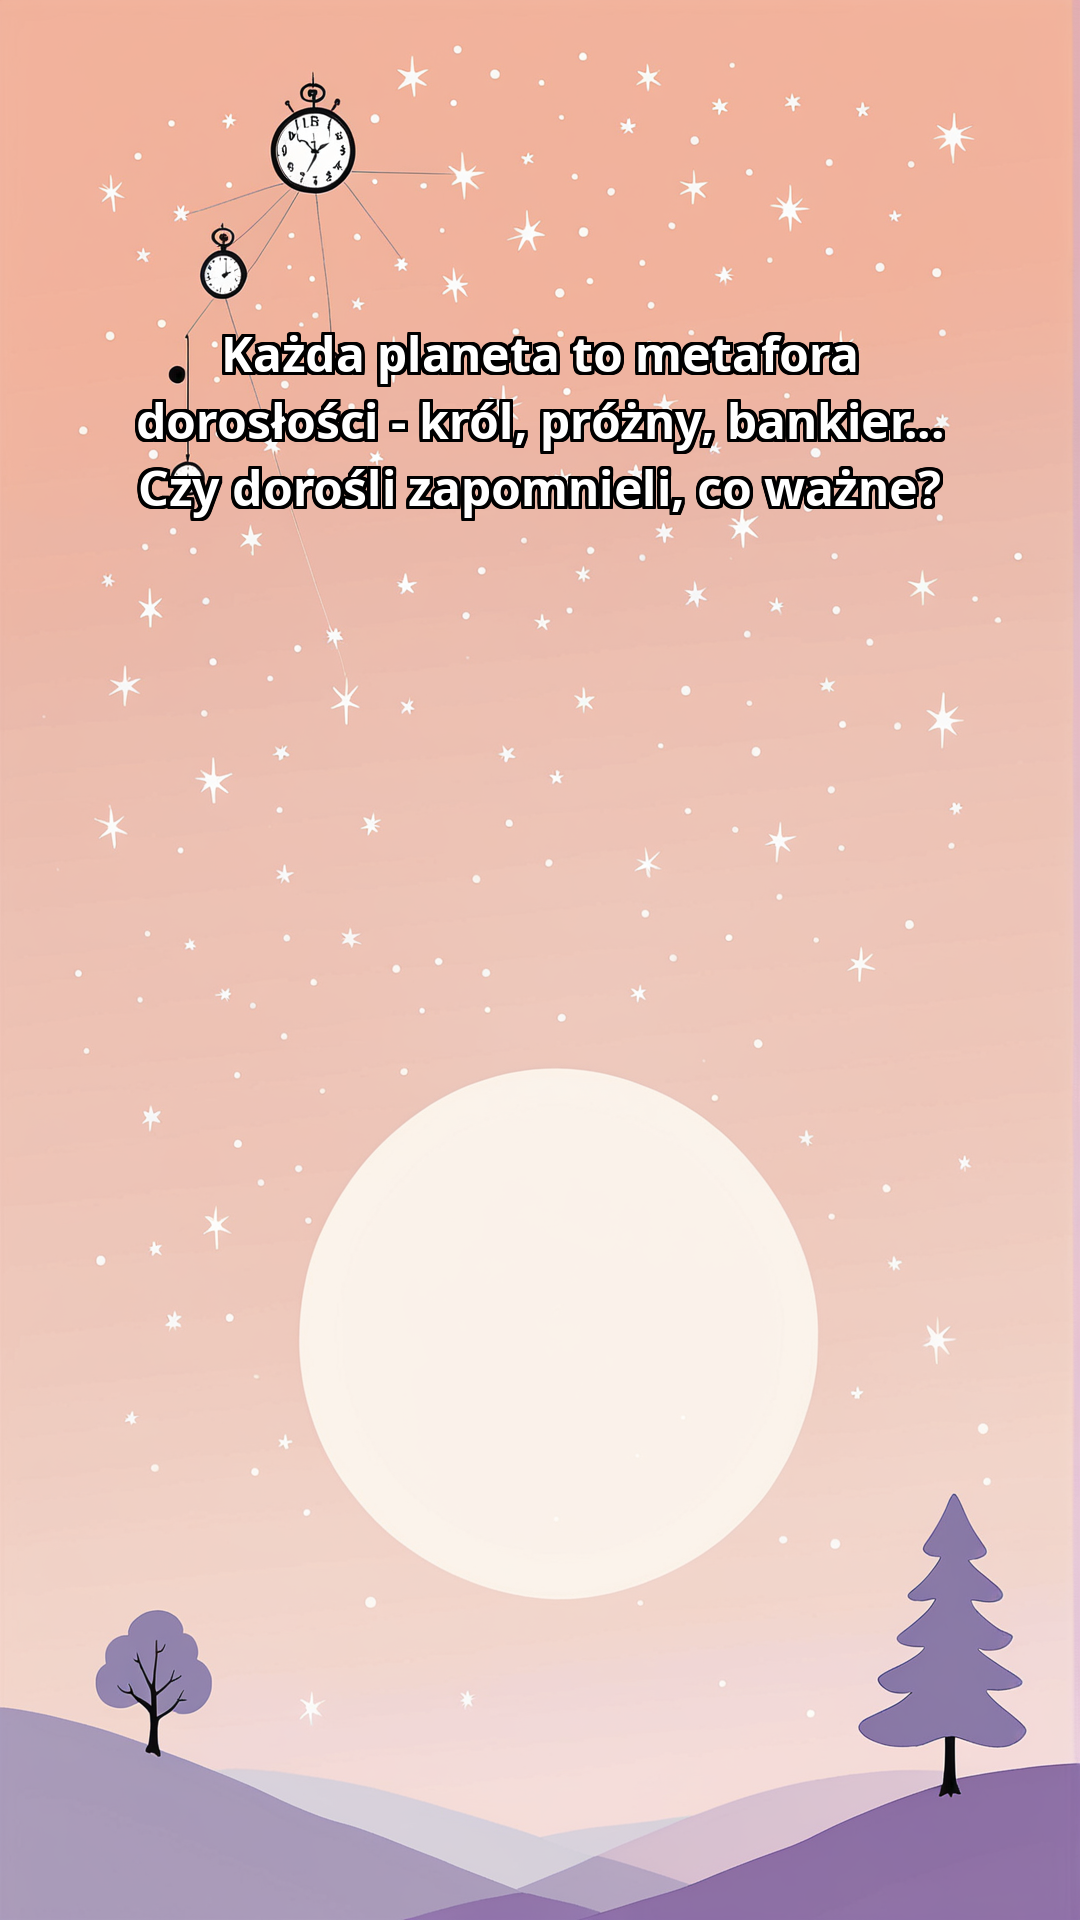 Każda planeta to metafora
dorosłości - król, próżny, bankier...
Czy dorośli zapomnieli, co ważne?